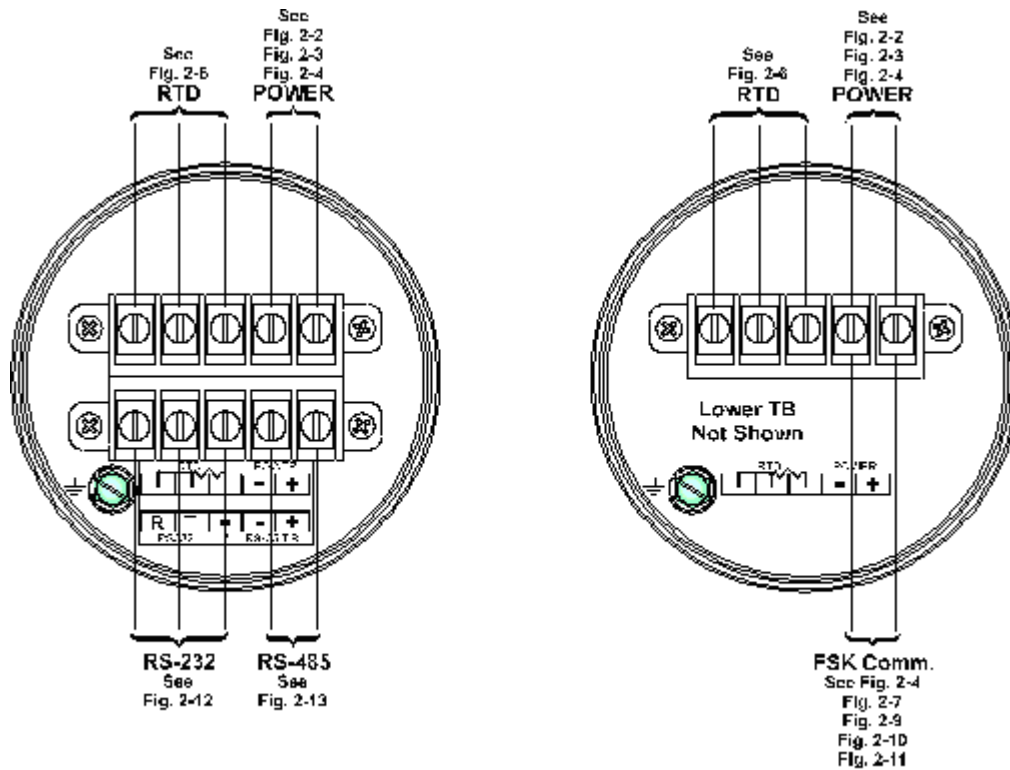 See
Fig. 2-2
Fig. 2-3
Fig. 2-4
POWER
See
Fig. 2-6
RTD
R
- +
- - +
RS-232
See
Fig. 2-12
RS-485
See
Fig. 2-13
See
Fig. 2-2
Fig. 2-3
Fig. 2-4
POWER
See
Fig. 2-6
RTD
Lower TB
Not Shown
RTD
POWER
- +
FSK Comm.
See Fig. 2-4
Fig. 2-7
Fig. 2-9
Fig. 2-10
Fig. 2-11